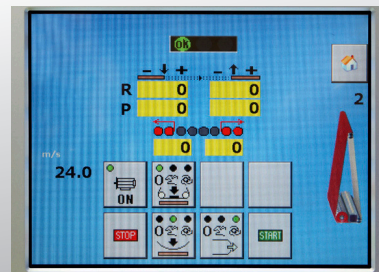 ok
- + - +
R 0 0
P 0 0
2
0 0
m/s
24.0
ON
STOP
START